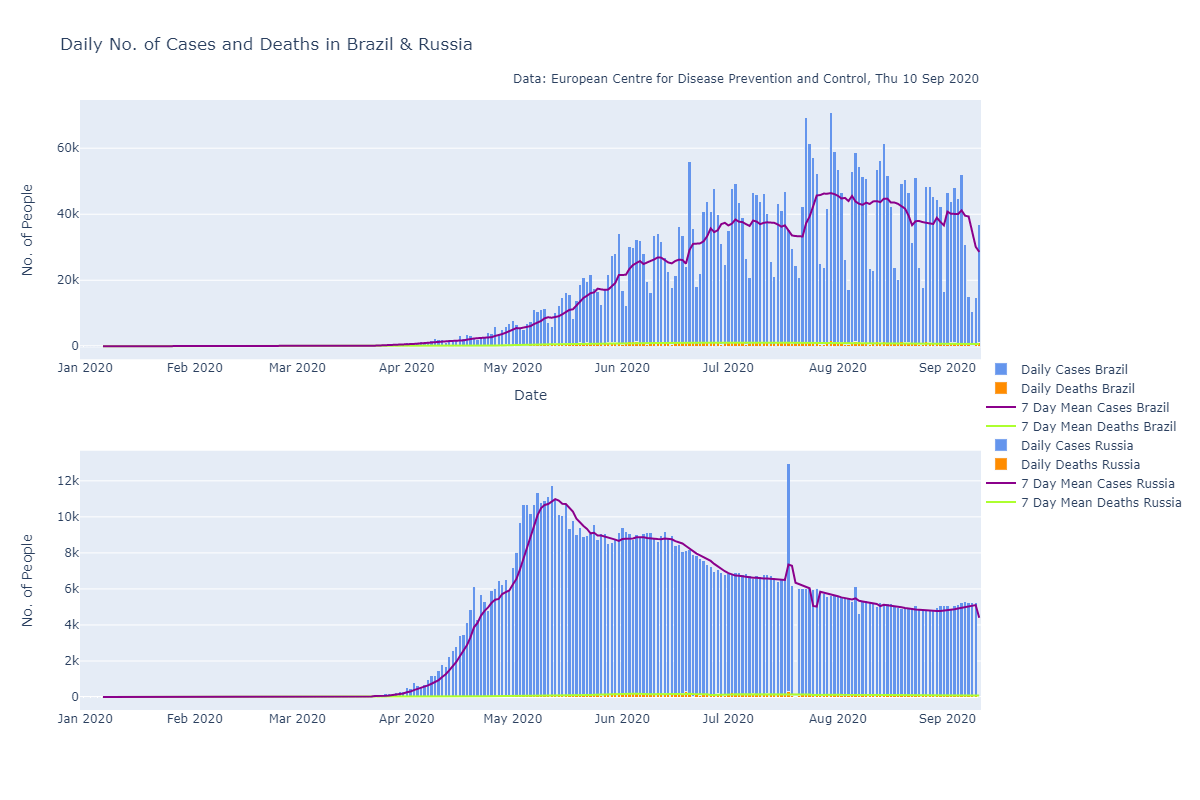 Daily No. of Cases and Deaths in Brazil & Russia
Data: European Centre for Disease Prevention and Control, Thu 10 Sep 2020
No. of People
60k
40k
20k
0
Jan 2020 Feb 2020 Mar 2020 Apr 2020 May 2020 Jun 2020 Jul 2020 Aug 2020 Sep 2020
Date
Daily Cases Brazil
Daily Deaths Brazil
7 Day Mean Cases Brazil
7 Day Mean Deaths Brazil
Daily Cases Russia
Daily Deaths Russia
7 Day Mean Cases Russia
7 Day Mean Deaths Russia
No. of People
12k
10k
8k
6k
4k
2k
0
Jan 2020 Feb 2020 Mar 2020 Apr 2020 May 2020 Jun 2020 Jul 2020 Aug 2020 Sep 2020